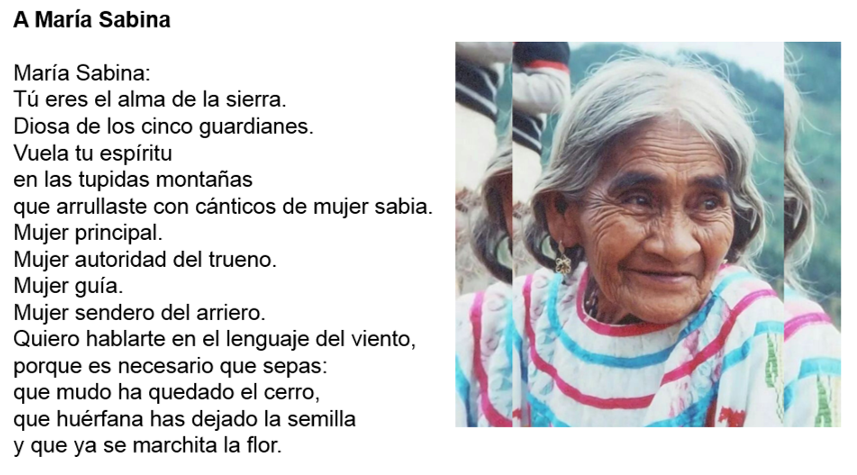 A María Sabina
María Sabina:
Tú eres el alma de la sierra.
Diosa de los cinco guardianes.
Vuela tu espíritu
en las tupidas montañas
que arrullaste con cánticos de mujer sabia.
Mujer principal.
Mujer autoridad del trueno.
Mujer guía.
Mujer sendero del arriero.
Quiero hablarte en el lenguaje del viento,
porque es necesario que sepas:
que mudo ha quedado el cerro,
que huérfana has dejado la semilla
y que ya se marchita la flor.